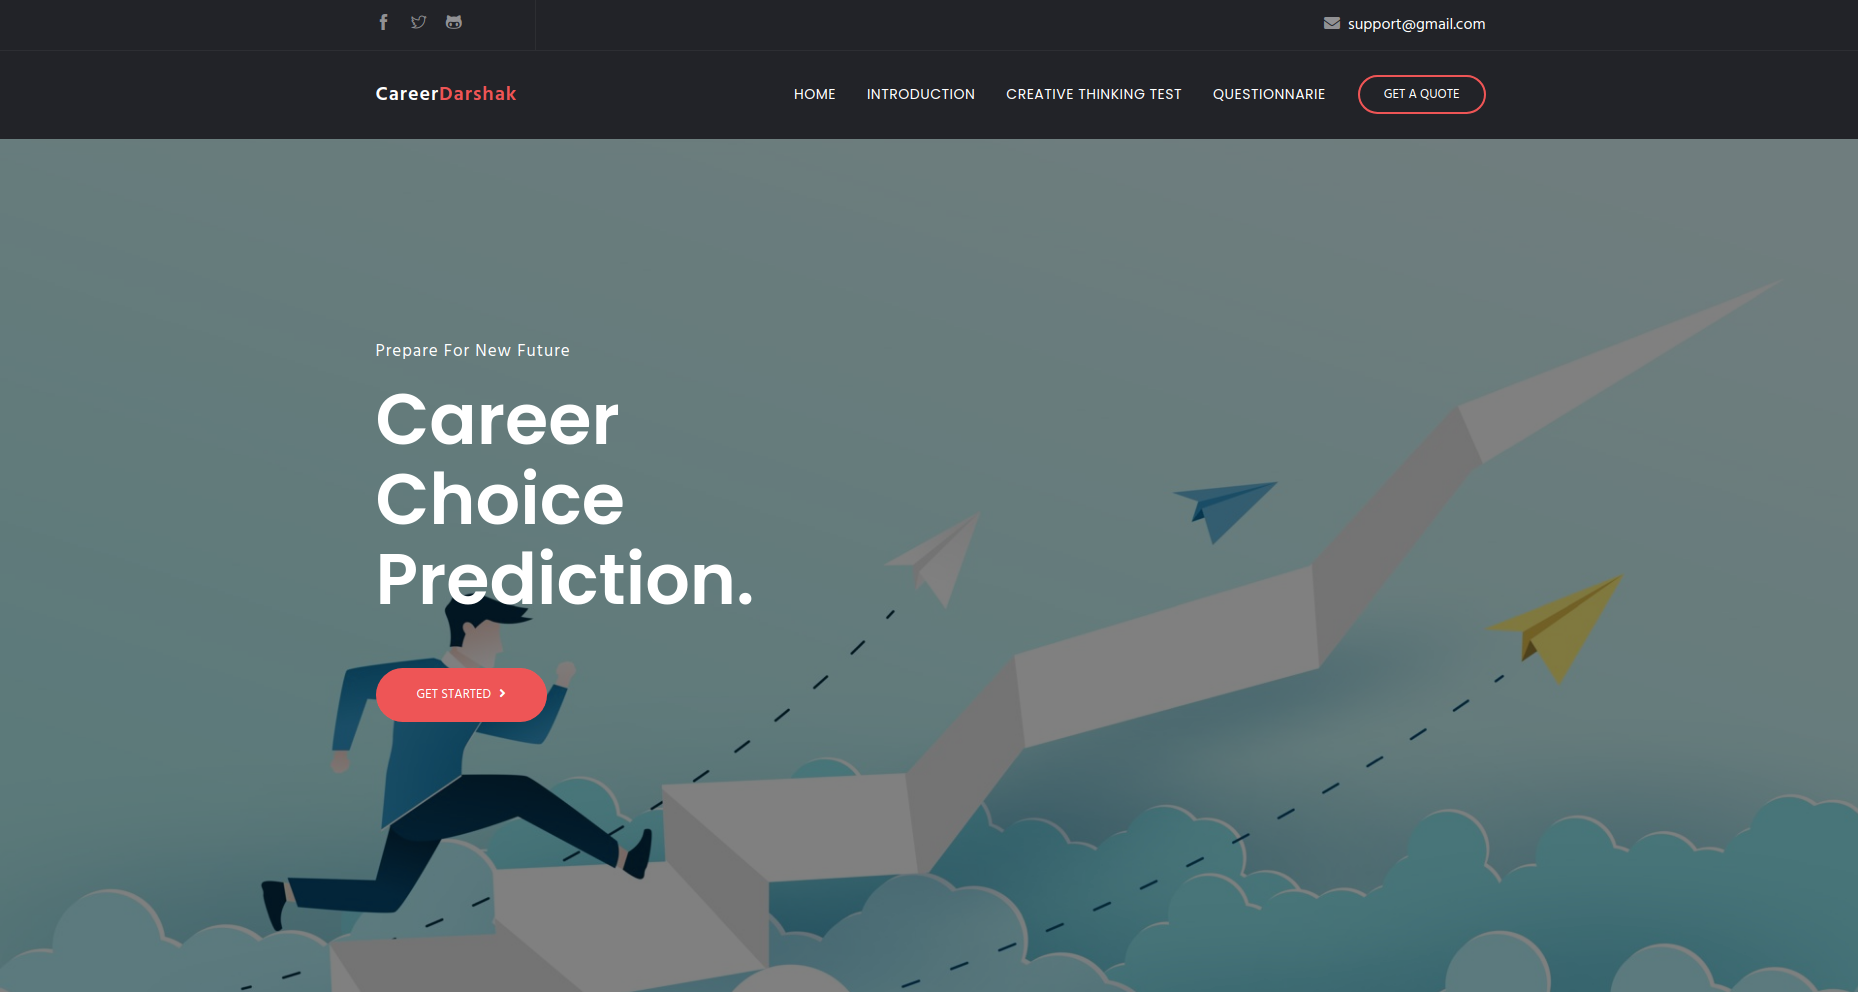 support@gmail.com
CareerDarshak
HOME
INTRODUCTION
CREATIVE THINKING TEST
QUESTIONNARIE
GET A QUOTE
Prepare For New Future
Career
Choice
Prediction.
GET STARTED